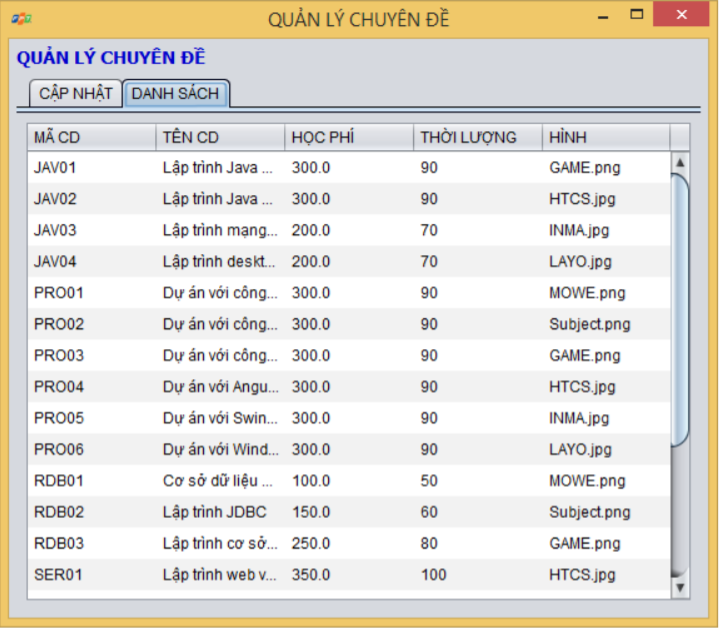 QUẢN LÝ CHUYÊN ĐỀ
QUẢN LÝ CHUYÊN ĐỀ
CẬP NHẬT DANH SÁCH
MÃ CD TÊN CD HỌC PHÍ THỜI LƯỢNG HÌNH
JAV01 Lập trình Java ... 300.0 90 GAME.png
JAV02 Lập trình Java ... 300.0 90 HTCS.jpg
JAV03 Lập trình mạng... 200.0 70 INMA.jpg
JAV04 Lập trình deskt... 200.0 70 LAYO.jpg
PRO01 Dự án với công... 300.0 90 MOWE.png
PRO02 Dự án với công... 300.0 90 Subject.png
PRO03 Dự án với công... 300.0 90 GAME.png
PRO04 Dự án với Angu... 300.0 90 HTCS.jpg
PRO05 Dự án với Swin... 300.0 90 INMA.jpg
PRO06 Dự án với Wind... 300.0 90 LAYO.jpg
RDB01 Cơ sở dữ liệu ... 100.0 50 MOWE.png
RDB02 Lập trình JDBC 150.0 60 Subject.png
RDB03 Lập trình cơ sở... 250.0 80 GAME.png
SER01 Lập trình web v... 350.0 100 HTCS.jpg